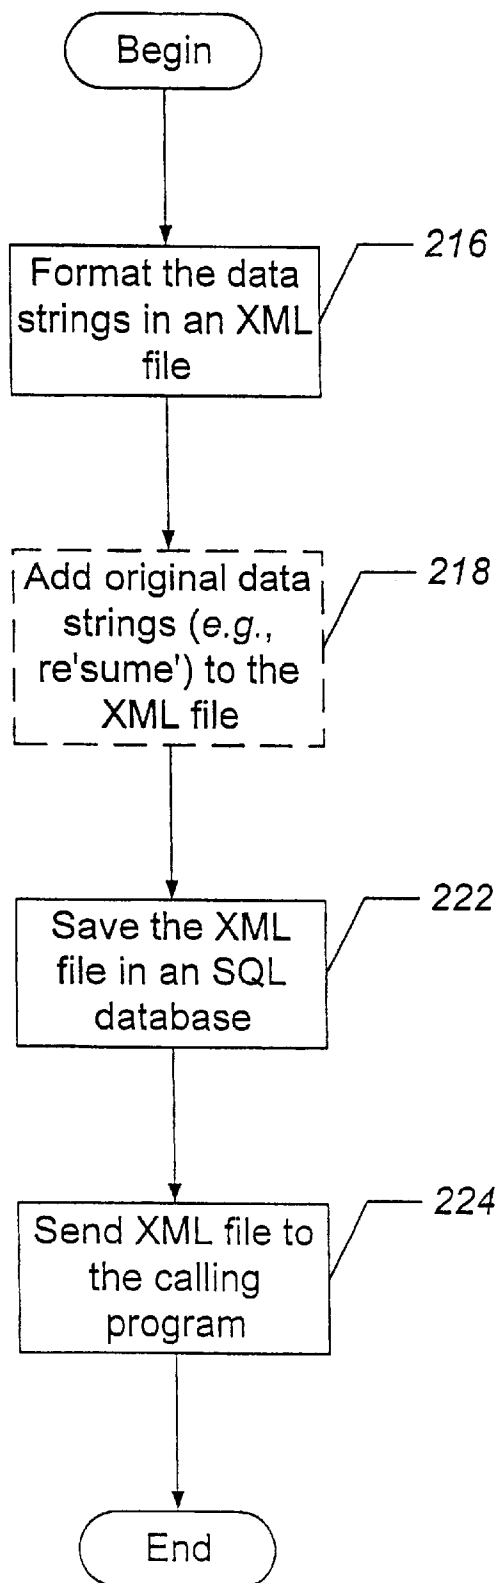 Begin
216
Format the data
strings in an XML
file
218
Add original data
strings (e.g.,
re'sume') to the
XML file
222
Save the XML
file in an SQL
database
224
Send XML file to
the calling
program
End